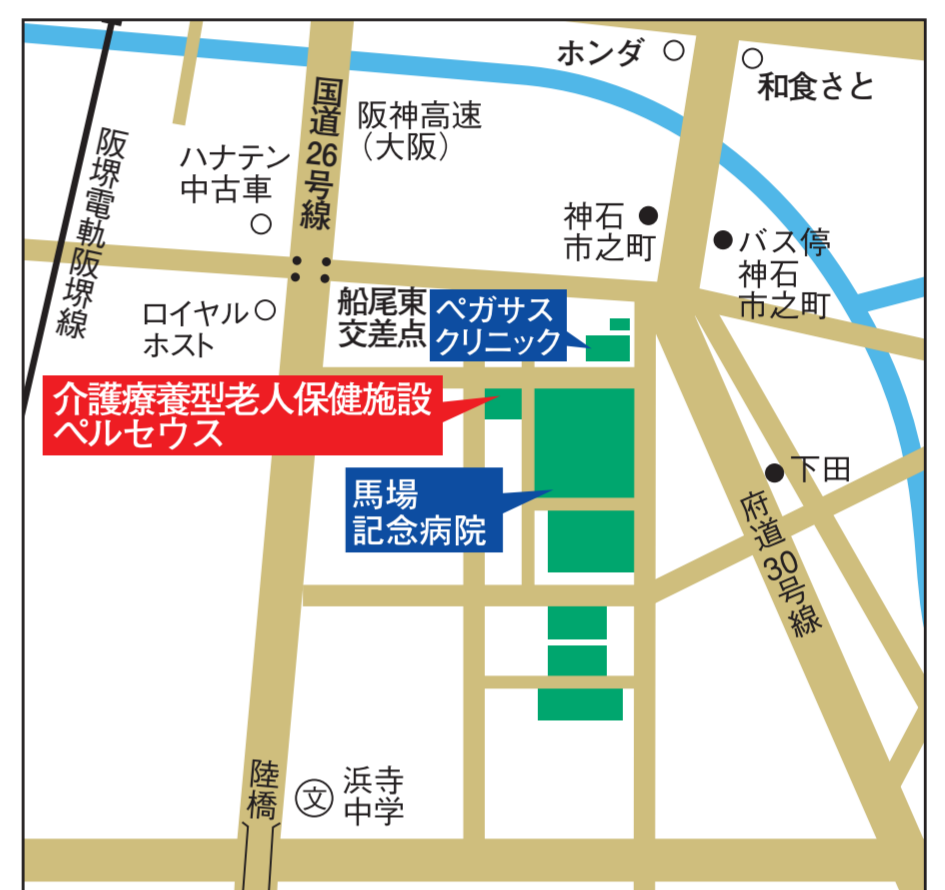 ホンダ
和食さと
国道26号線
阪神高速
（大阪）
阪堺電軌阪堺線
ハナテン
中古車
神石
市之町
バス停
神石
市之町
ロイヤル
ホスト
船尾東
交差点
ペガサス
クリニック
介護療養型老人保健施設
ペルセウス
馬場
記念病院
下田
府道30号線
陸橋
文
浜寺
中学